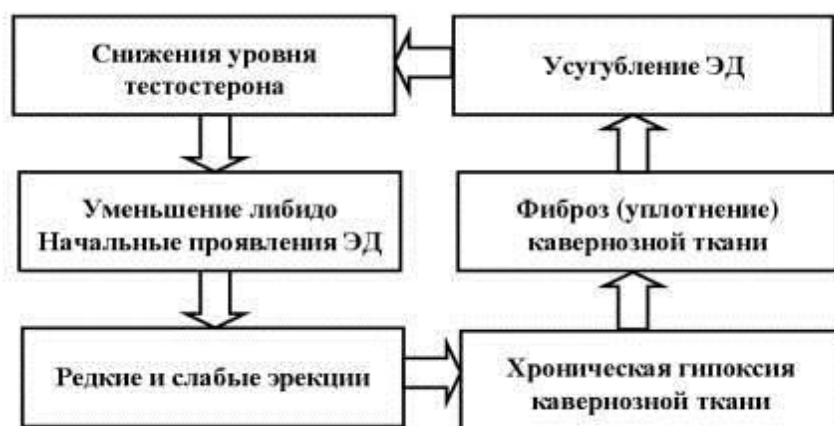 Снижения уровня
тестостерона
Усугубление ЭД
Уменьшение либидо
Начальные проявления ЭД
Фиброз (уплотнение)
кавернозной ткани
Редкие и слабые эрекции
Хроническая гипоксия
кавернозной ткани